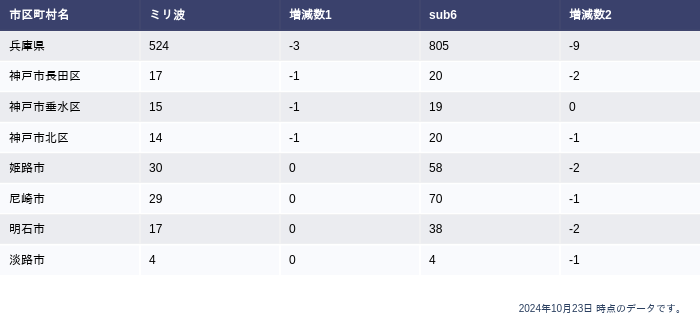 市区町村名 ミリ波 増減数1 sub6 増減数2
兵庫県 524 -3 805 -9
神戸市長田区 17 -1 20 -2
神戸市垂水区 15 -1 19 0
神戸市北区 14 -1 20 -1
姫路市 30 0 58 -2
尼崎市 29 0 70 -1
明石市 17 0 38 -2
淡路市 4 0 4 -1
2024年10月23日 時点のデータです。